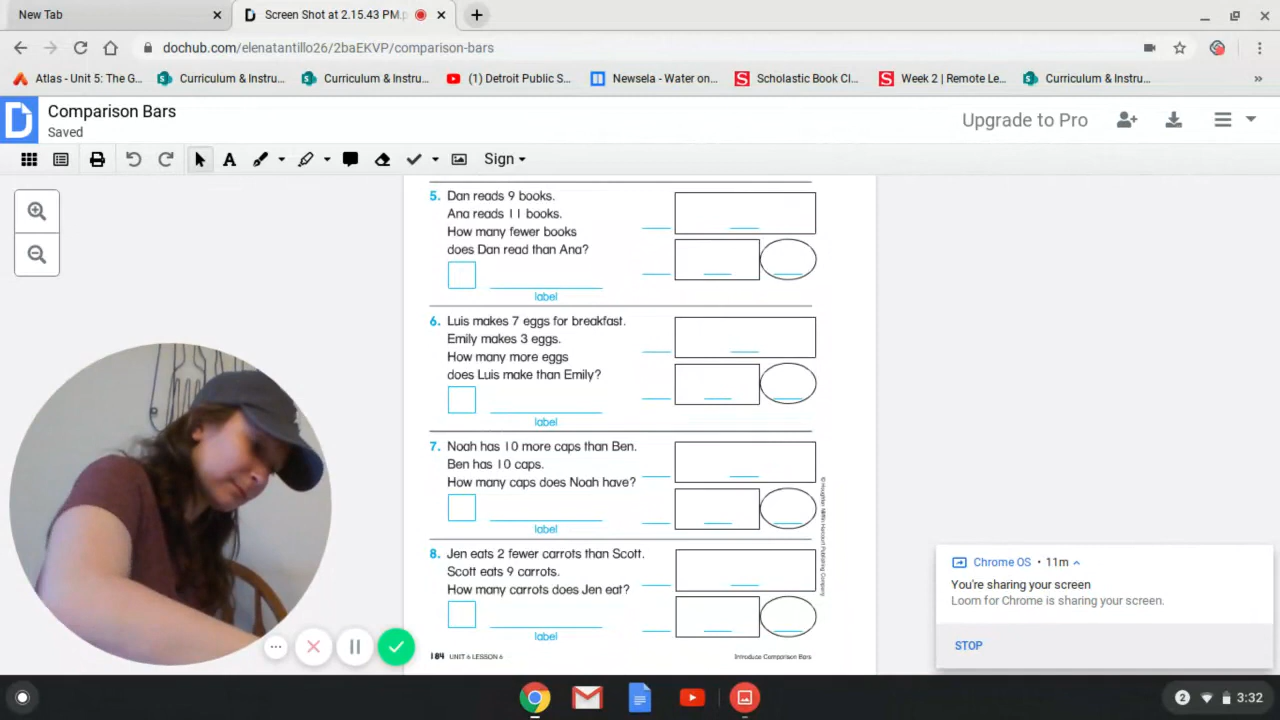 New Tab
Screen Shot at 2.15.43 PM.p
dochub.com/elenatantillo26/2baEKVP/comparison-bars
Atlas - Unit 5: The G...
Curriculum & Instru...
Curriculum & Instru...
(1) Detroit Public S...
Newsela - Water on...
Scholastic Book Cl...
Week 2 | Remote Le...
Curriculum & Instru...
»
Comparison Bars
Saved
Upgrade to Pro
Sign
5. Dan reads 9 books.
Ana reads 11 books.
How many fewer books
does Dan read than Ana?
label
6. Luis makes 7 eggs for breakfast.
Emily makes 3 eggs.
How many more eggs
does Luis make than Emily?
label
7. Noah has 10 more caps than Ben.
Ben has 10 caps.
How many caps does Noah have?
label
8. Jen eats 2 fewer carrots than Scott.
Scott eats 9 carrots.
How many carrots does Jen eat?
label
© Houghton Mifflin Harcourt Publishing Company
184 UNIT 6 LESSON 6
Introduce Comparison Bars
Chrome OS • 11m
You're sharing your screen
Loom for Chrome is sharing your screen.
STOP
2
3:32